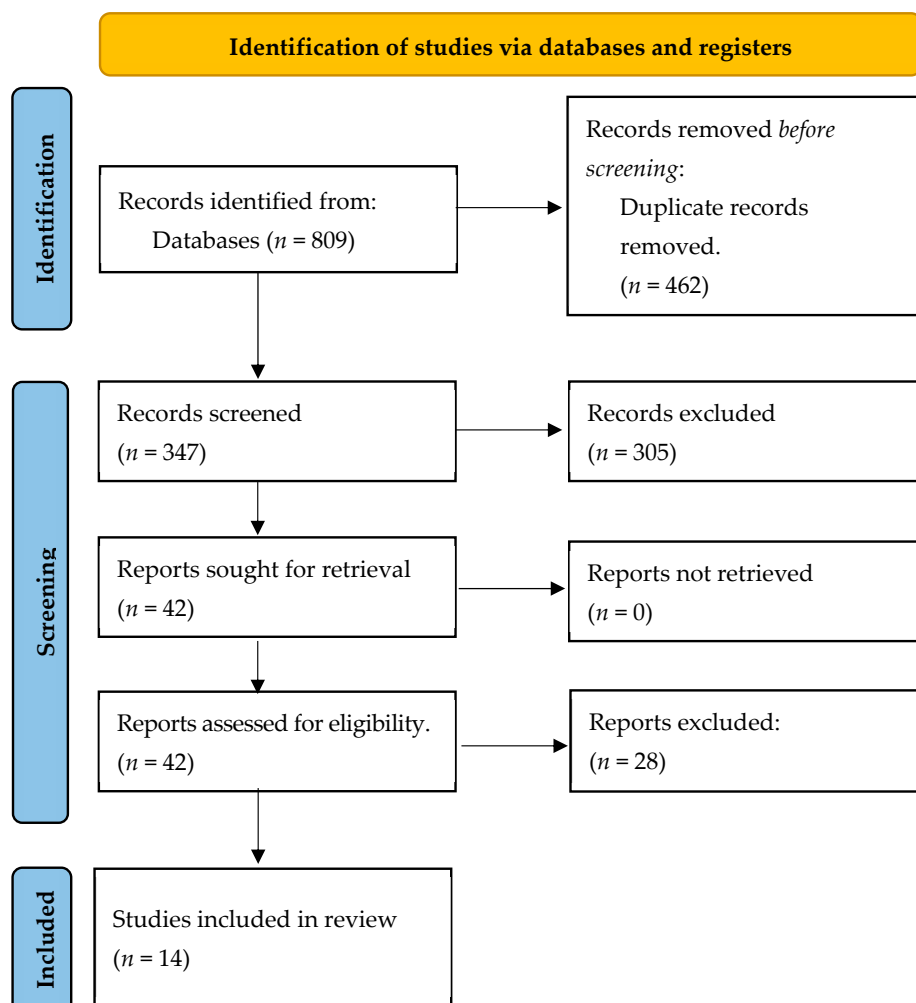 Identification of studies via databases and registers
Identification
Records identified from:
Databases (n = 809)
Records removed before
screening:
Duplicate records
removed.
(n = 462)
Screening
Records screened
(n = 347)
Records excluded
(n = 305)
Reports sought for retrieval
(n = 42)
Reports not retrieved
(n = 0)
Reports assessed for eligibility.
(n = 42)
Reports excluded:
(n = 28)
Included
Studies included in review
(n = 14)